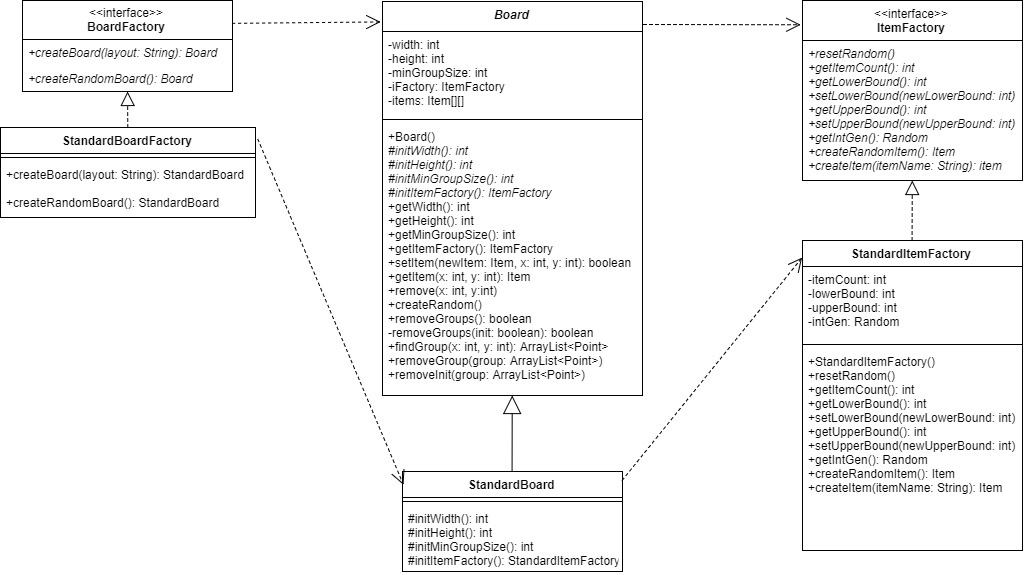 <<interface>>
BoardFactory
+createBoard(layout: String): Board
+createRandomBoard(): Board
StandardBoardFactory
+createBoard(layout: String): StandardBoard
+createRandomBoard(): StandardBoard
Board
-width: int
-height: int
-minGroupSize: int
-iFactory: ItemFactory
-items: Item[][]
+Board()
#initWidth(): int
#initHeight(): int
#initMinGroupSize(): int
#initItemFactory(): ItemFactory
+getWidth(): int
+getHeight(): int
+getMinGroupSize(): int
+getItemFactory(): ItemFactory
+setItem(newItem: Item, x: int, y: int): boolean
+getItem(x: int, y: int): Item
+remove(x: int, y:int)
+createRandom()
+removeGroups(): boolean
-removeGroups(init: boolean): boolean
+findGroup(x: int, y: int): ArrayList<Point>
+removeGroup(group: ArrayList<Point>)
+removeInit(group: ArrayList<Point>)
StandardBoard
#initWidth(): int
#initHeight(): int
#initMinGroupSize(): int
#initItemFactory(): StandardItemFactory
<<interface>>
ItemFactory
+resetRandom()
+getItemCount(): int
+getLowerBound(): int
+setLowerBound(newLowerBound: int)
+getUpperBound(): int
+setUpperBound(newUpperBound: int)
+getIntGen(): Random
+createRandomItem(): Item
+createItem(itemName: String): item
StandardItemFactory
-itemCount: int
-lowerBound: int
-upperBound: int
-intGen: Random
+StandardItemFactory()
+resetRandom()
+getItemCount(): int
+getLowerBound(): int
+setLowerBound(newLowerBound: int)
+getUpperBound(): int
+setUpperBound(newUpperBound: int)
+getIntGen(): Random
+createRandomItem(): Item
+createItem(itemName: String): Item